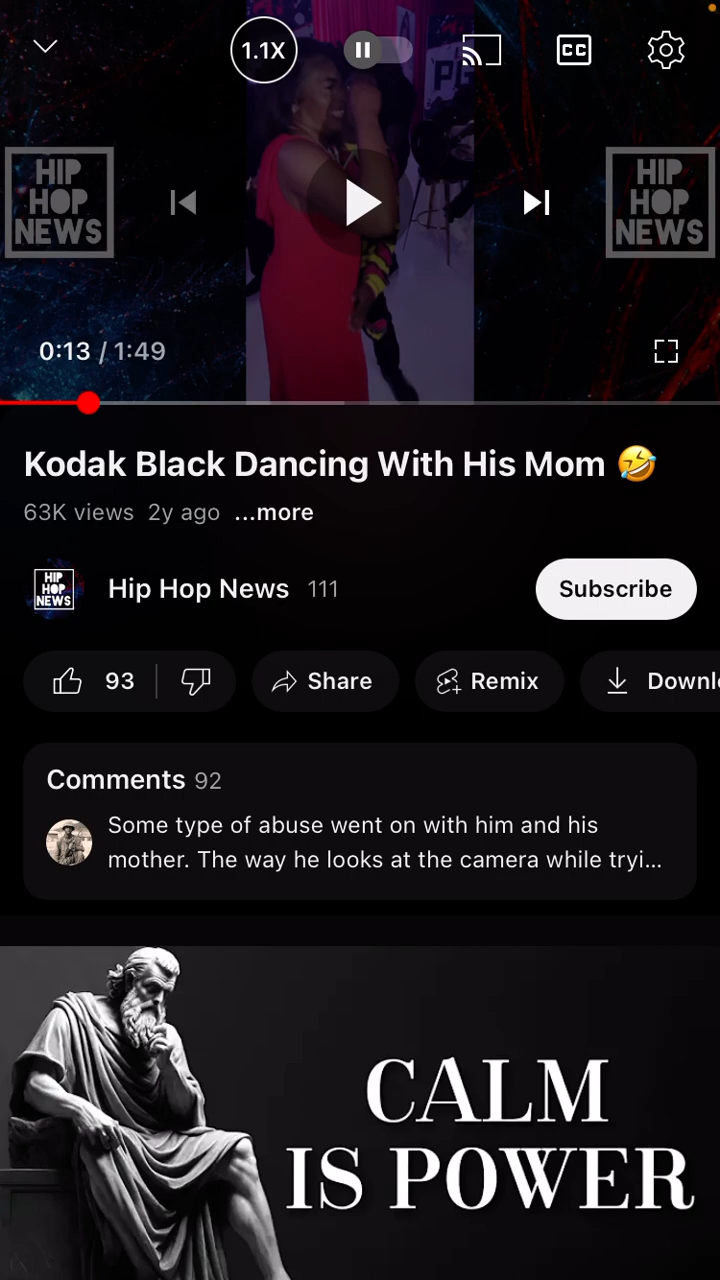 1.1X
CC
PG
HIP
HOP
NEWS
HIP
HOP
NEWS
0:13 / 1:49
Kodak Black Dancing With His Mom 🤣
63K views 2y ago ...more
HIP
HOP
NEWS
Hip Hop News 111
Subscribe
93
Share
Remix
Downl
Comments 92
Some type of abuse went on with him and his
mother. The way he looks at the camera while tryi...
CALM
IS POWER